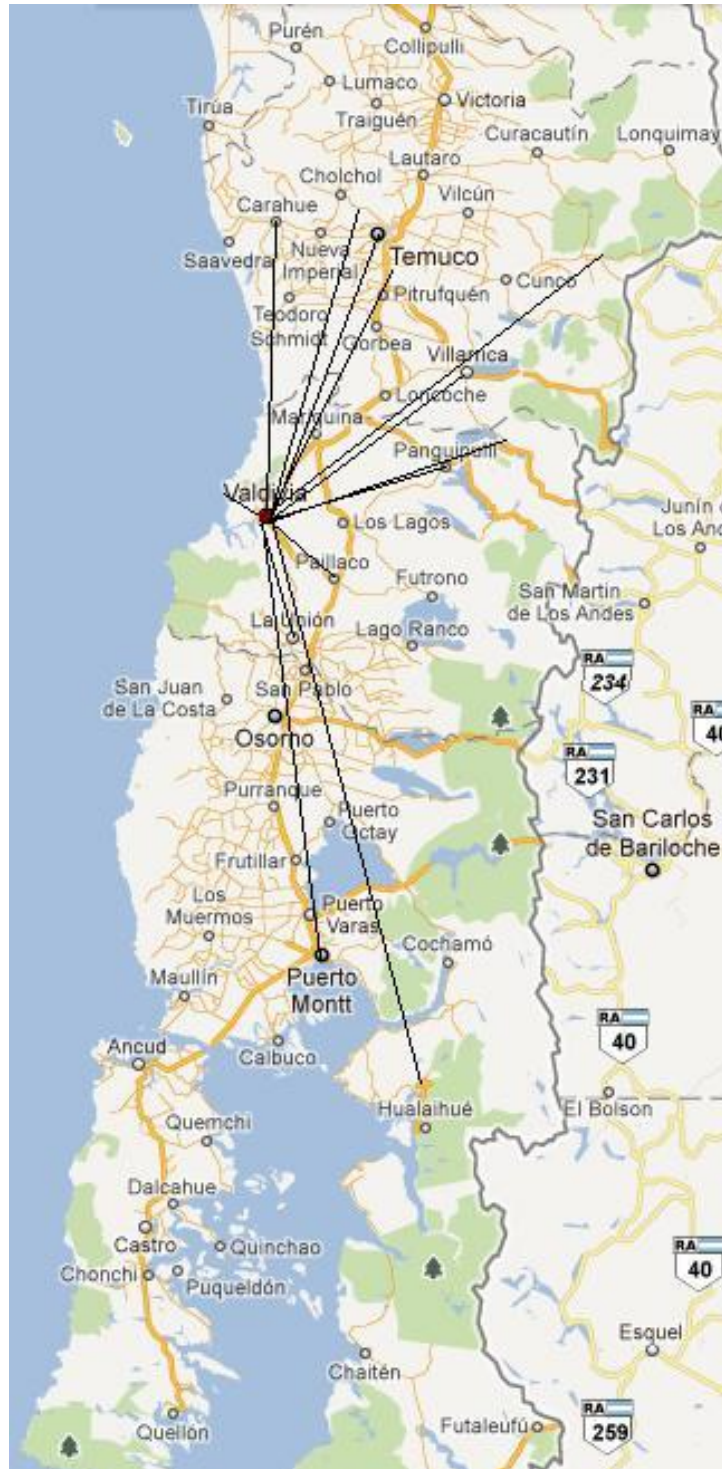 Purén
Collipulli
Lumaco
Victoria
Tirúa
Traiguén
Curacautín
Lonquimay
Lautaro
Cholchol
Vilcún
Carahue
Nueva
Imperial
Temuco
Saavedra
Cunco
Pitrufquén
Teodoro
Schmidt
Gorbea
Villarrica
Loncoche
Mariquina
Panguipulli
Valdivia
Los Lagos
Junín d
Los And
Paillaco
Futrono
San Martin
de Los Andes
La Unión
Lago Ranco
RA
234
San Pablo
San Juan
de La Costa
RA
40
Osorno
RA
231
Purranque
Puerto
Octay
San Carlos
de Bariloche
Frutillar
Los
Muermos
Puerto
Varas
Cochamó
Maullín
Puerto
Montt
RA
40
Ancud
Calbuco
Hualaihué
El Bolson
Quemchi
Dalcahue
Castro
Quinchao
RA
40
Chonchi
Puqueldón
Esquel
Chaitén
RA
259
Quellón
Futaleufú